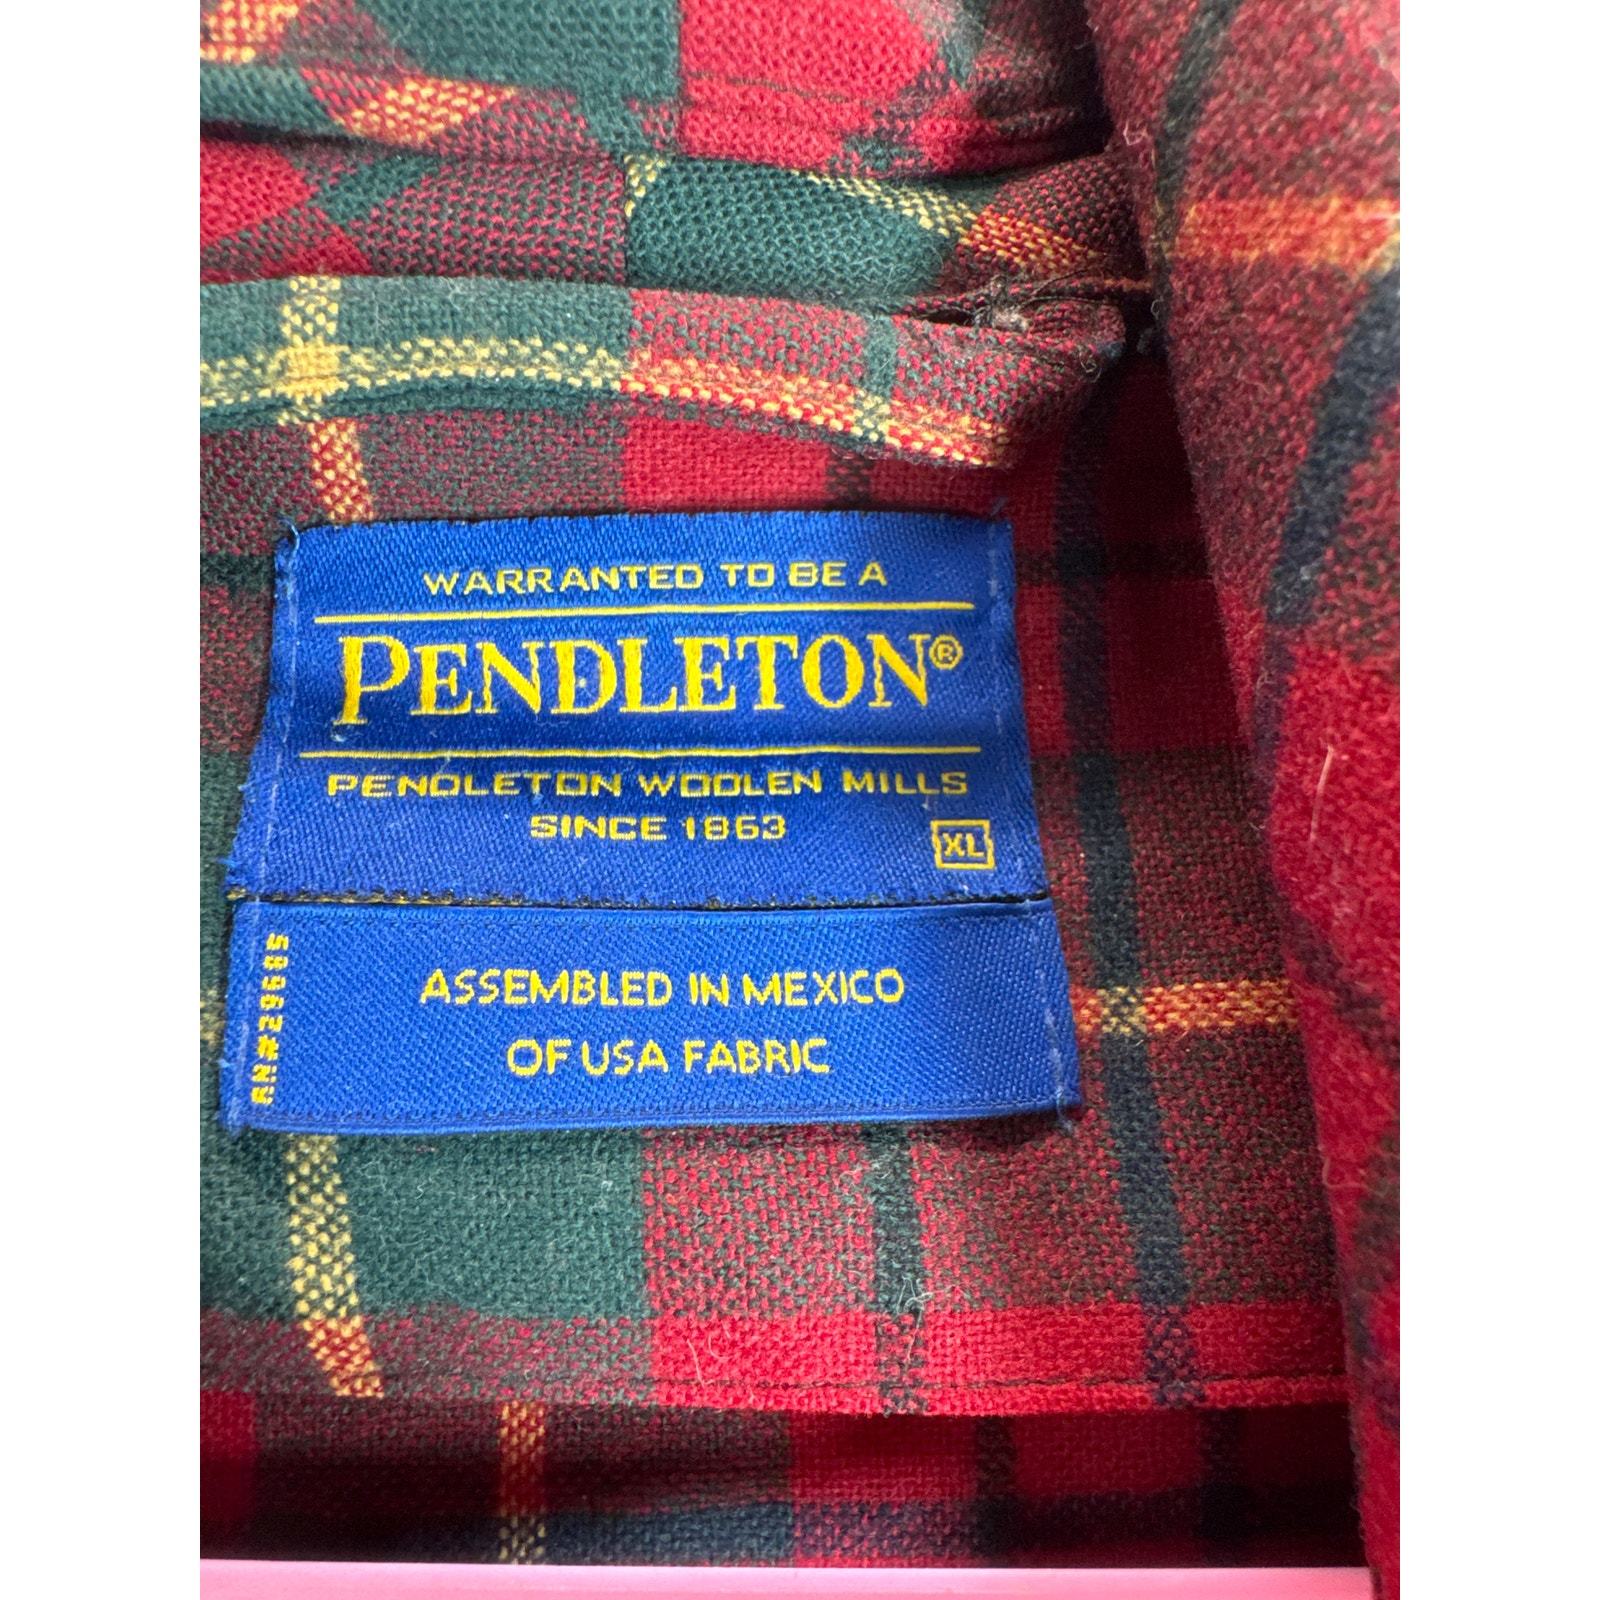 WARRANTED TO BE A
PENDLETON®
PENDLETON WOOLEN MILLS
SINCE 1863
XL
RN#29685
ASSEMBLED IN MEXICO
OF USA FABRIC